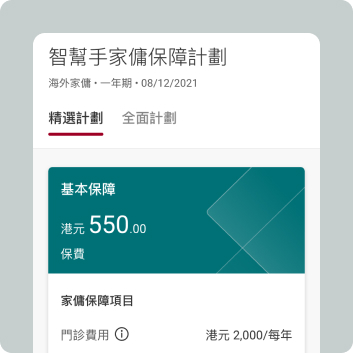 智幫手家傭保障計劃
海外家傭 • 一年期 • 08/12/2021
精選計劃 全面計劃
基本保障
港元 550.00
保費
家傭保障項目
門診費用 港元 2,000/每年